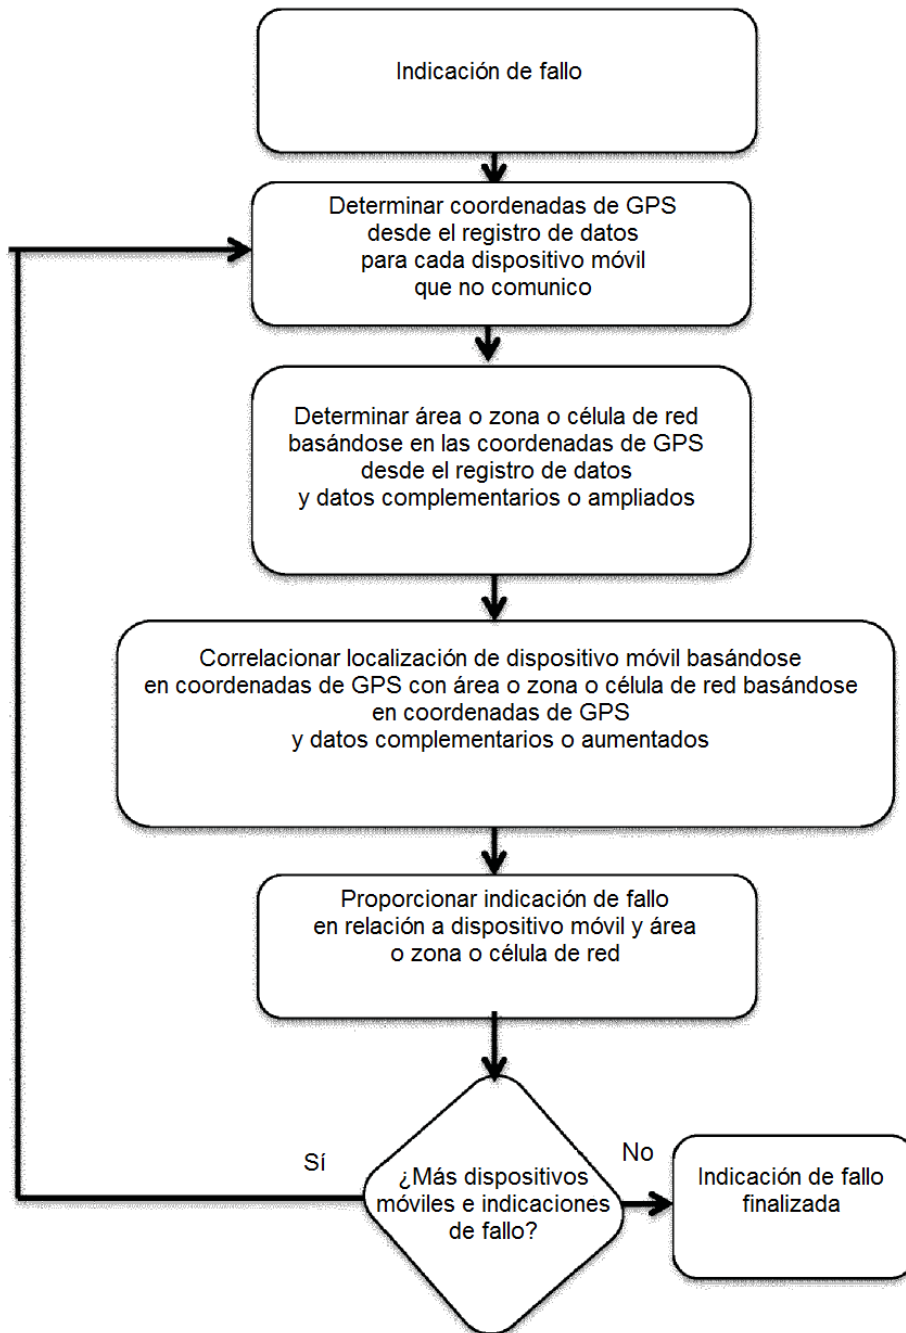 Indicación de fallo
Determinar coordenadas de GPS
desde el registro de datos
para cada dispositivo móvil
que no comunico
Determinar área o zona o célula de red
basándose en las coordenadas de GPS
desde el registro de datos
y datos complementarios o ampliados
Correlacionar localización de dispositivo móvil basándose
en coordenadas de GPS con área o zona o célula de red basándose
en coordenadas de GPS
y datos complementarios o aumentados
Proporcionar indicación de fallo
en relación a dispositivo móvil y área
o zona o célula de red
Sí
¿Más dispositivos
móviles e indicaciones
de fallo?
No
Indicación de fallo
finalizada